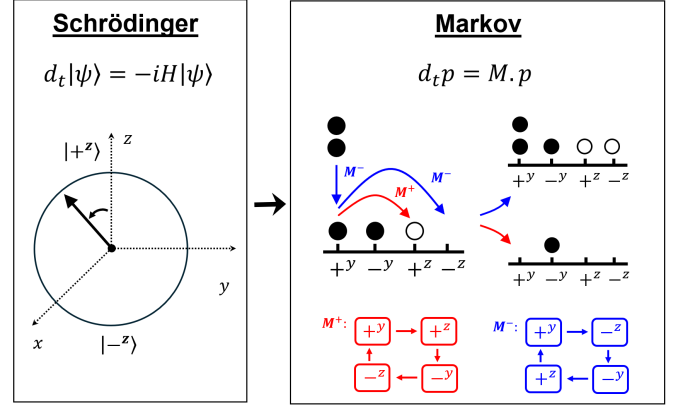 Schrödinger
d_t|ψ⟩ = −iH|ψ⟩
|+ᶻ⟩
z
y
x
|−ᶻ⟩
Markov
d_t p = M.p
M⁻
M⁺
M⁻
+ʸ −ʸ +ᶻ −ᶻ
+ʸ −ʸ +ᶻ −ᶻ
+ʸ −ʸ +ᶻ −ᶻ
M⁺:
+ʸ +ᶻ
−ᶻ −ʸ
M⁻:
+ʸ −ᶻ
+ᶻ −ʸ